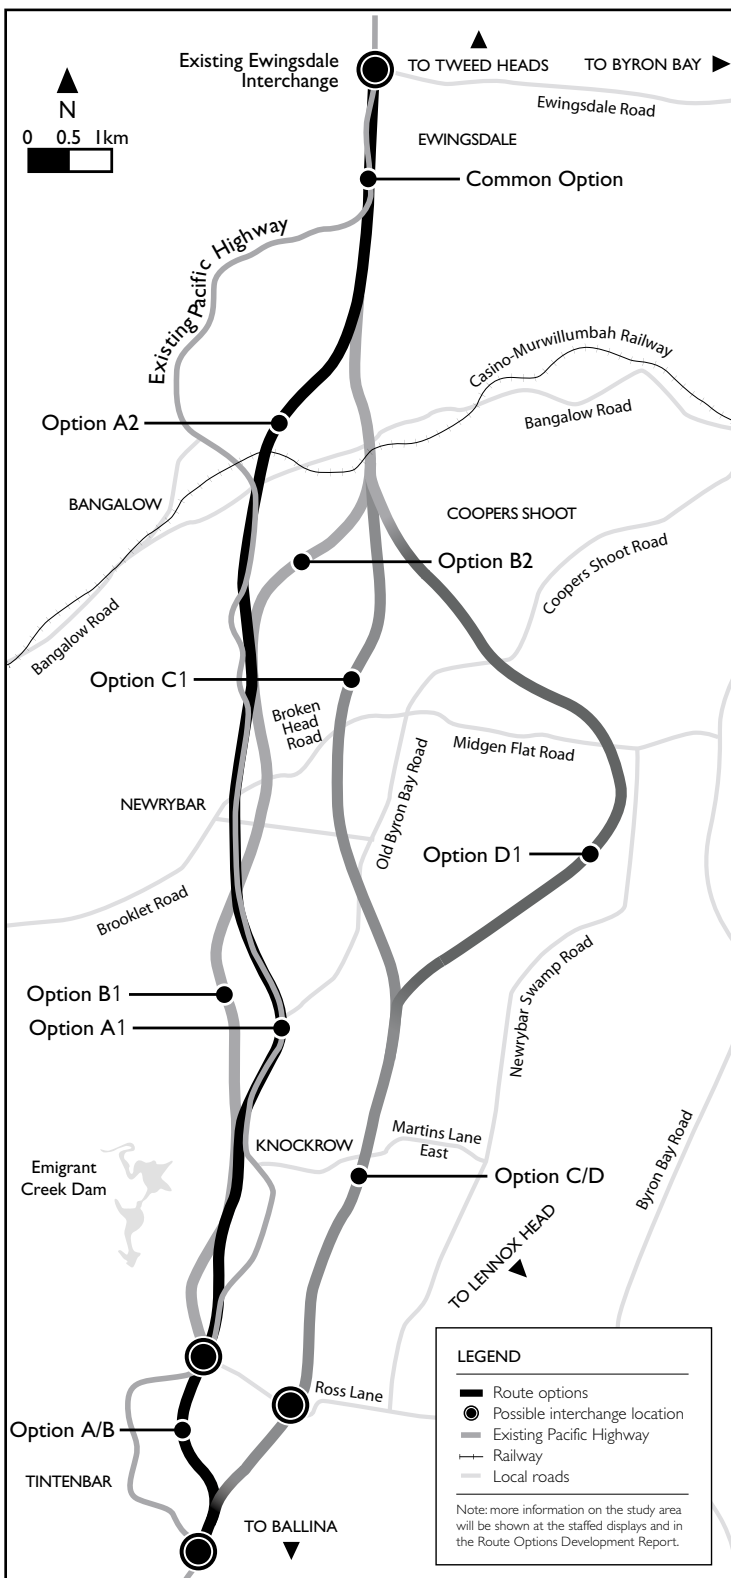 Existing Ewingsdale
Interchange
TO TWEED HEADS
TO BYRON BAY
N
0 0.5 1km
Ewingsdale Road
EWINGSDALE
Common Option
Existing Pacific Highway
Casino-Murwillumbah Railway
Bangalow Road
Option A2
BANGALOW
COOPERS SHOOT
Option B2
Coopers Shoot Road
Bangalow Road
Option C1
Broken
Head
Road
Midgen Flat Road
Old Byron Bay Road
NEWRYBAR
Option D1
Brooklet Road
Newrybar Swamp Road
Option B1
Option A1
KNOCKROW
Martins Lane
East
Emigrant
Creek Dam
Option C/D
Byron Bay Road
TO LENNOX HEAD
Ross Lane
Option A/B
TINTENBAR
TO BALLINA
LEGEND
Route options
Possible interchange location
Existing Pacific Highway
Railway
Local roads
Note: more information on the study area
will be shown at the staffed displays and in
the Route Options Development Report.